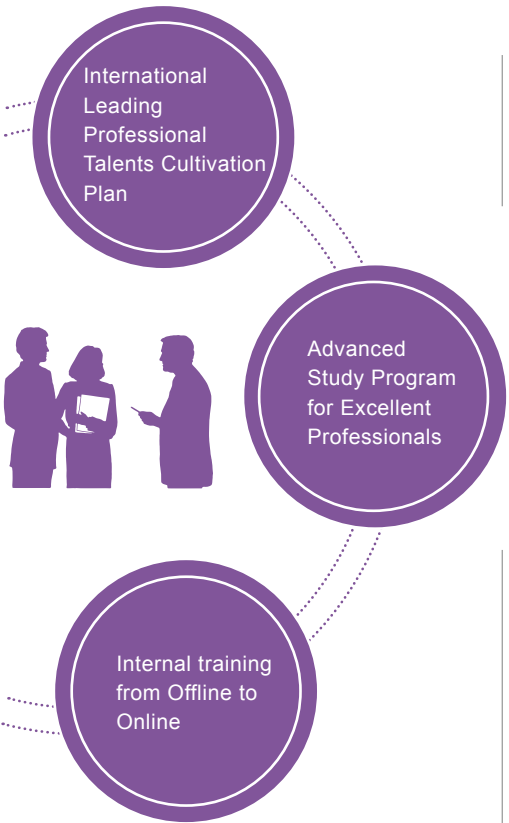 International
Leading
Professional
Talents Cultivation
Plan
Advanced
Study Program
for Excellent
Professionals
Internal training
from Offline to
Online